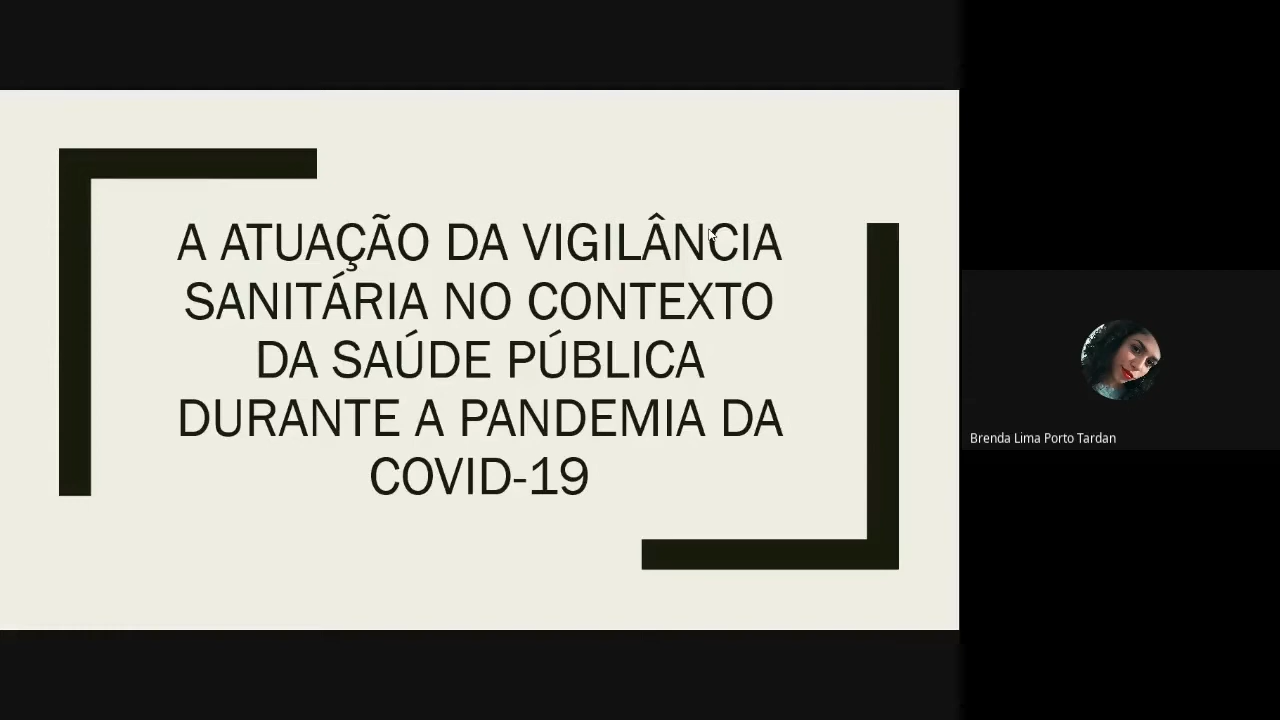 A ATUAÇÃO DA VIGILÂNCIA
SANITÁRIA NO CONTEXTO
DA SAÚDE PÚBLICA
DURANTE A PANDEMIA DA
COVID-19
Brenda Lima Porto Tardan